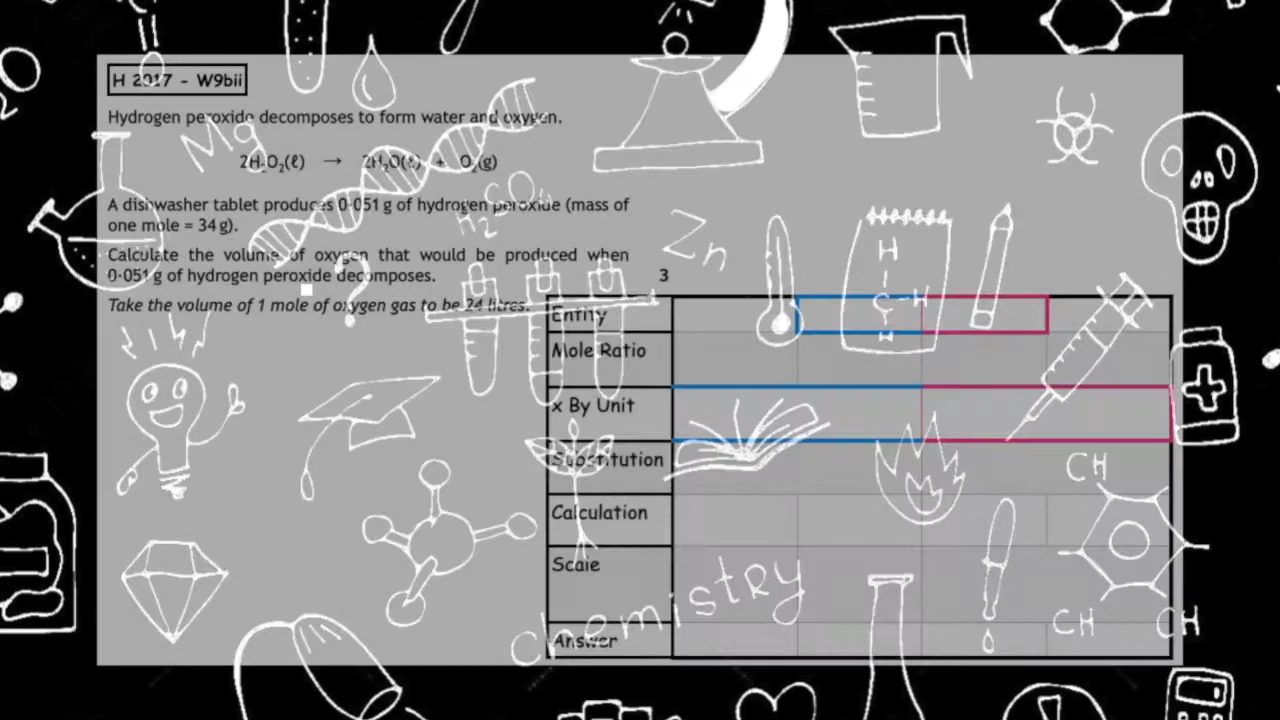 H 2017 - W9bii
Hydrogen peroxide decomposes to form water and oxygen.
Mg
2H₂O₂(ℓ) → 2H₂O(ℓ) + O₂(g)
H₂SO₄
A dishwasher tablet produces 0·051 g of hydrogen peroxide (mass of
one mole = 34 g).
Zn
Calculate the volume of oxygen that would be produced when
0·051 g of hydrogen peroxide decomposes.
3
?
Take the volume of 1 mole of oxygen gas to be 24 litres.
H
C-H
H
Entity
Mole Ratio
x By Unit
Substitution
CH
Calculation
Scale
chemistry
CH
CH
Answer